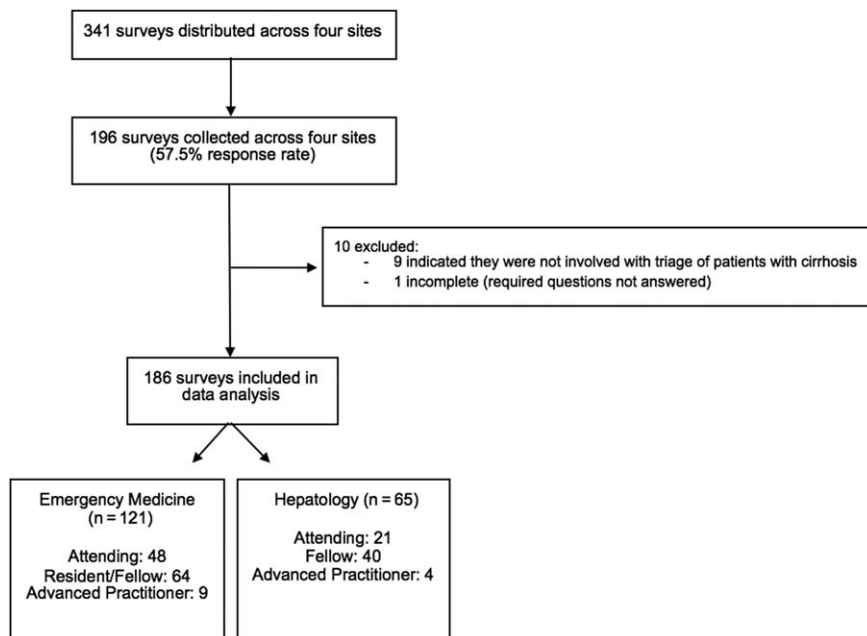 341 surveys distributed across four sites
196 surveys collected across four sites
(57.5% response rate)
10 excluded:
- 9 indicated they were not involved with triage of patients with cirrhosis
- 1 incomplete (required questions not answered)
186 surveys included in
data analysis
Emergency Medicine
(n = 121)
Attending: 48
Resident/Fellow: 64
Advanced Practitioner: 9
Hepatology (n = 65)
Attending: 21
Fellow: 40
Advanced Practitioner: 4